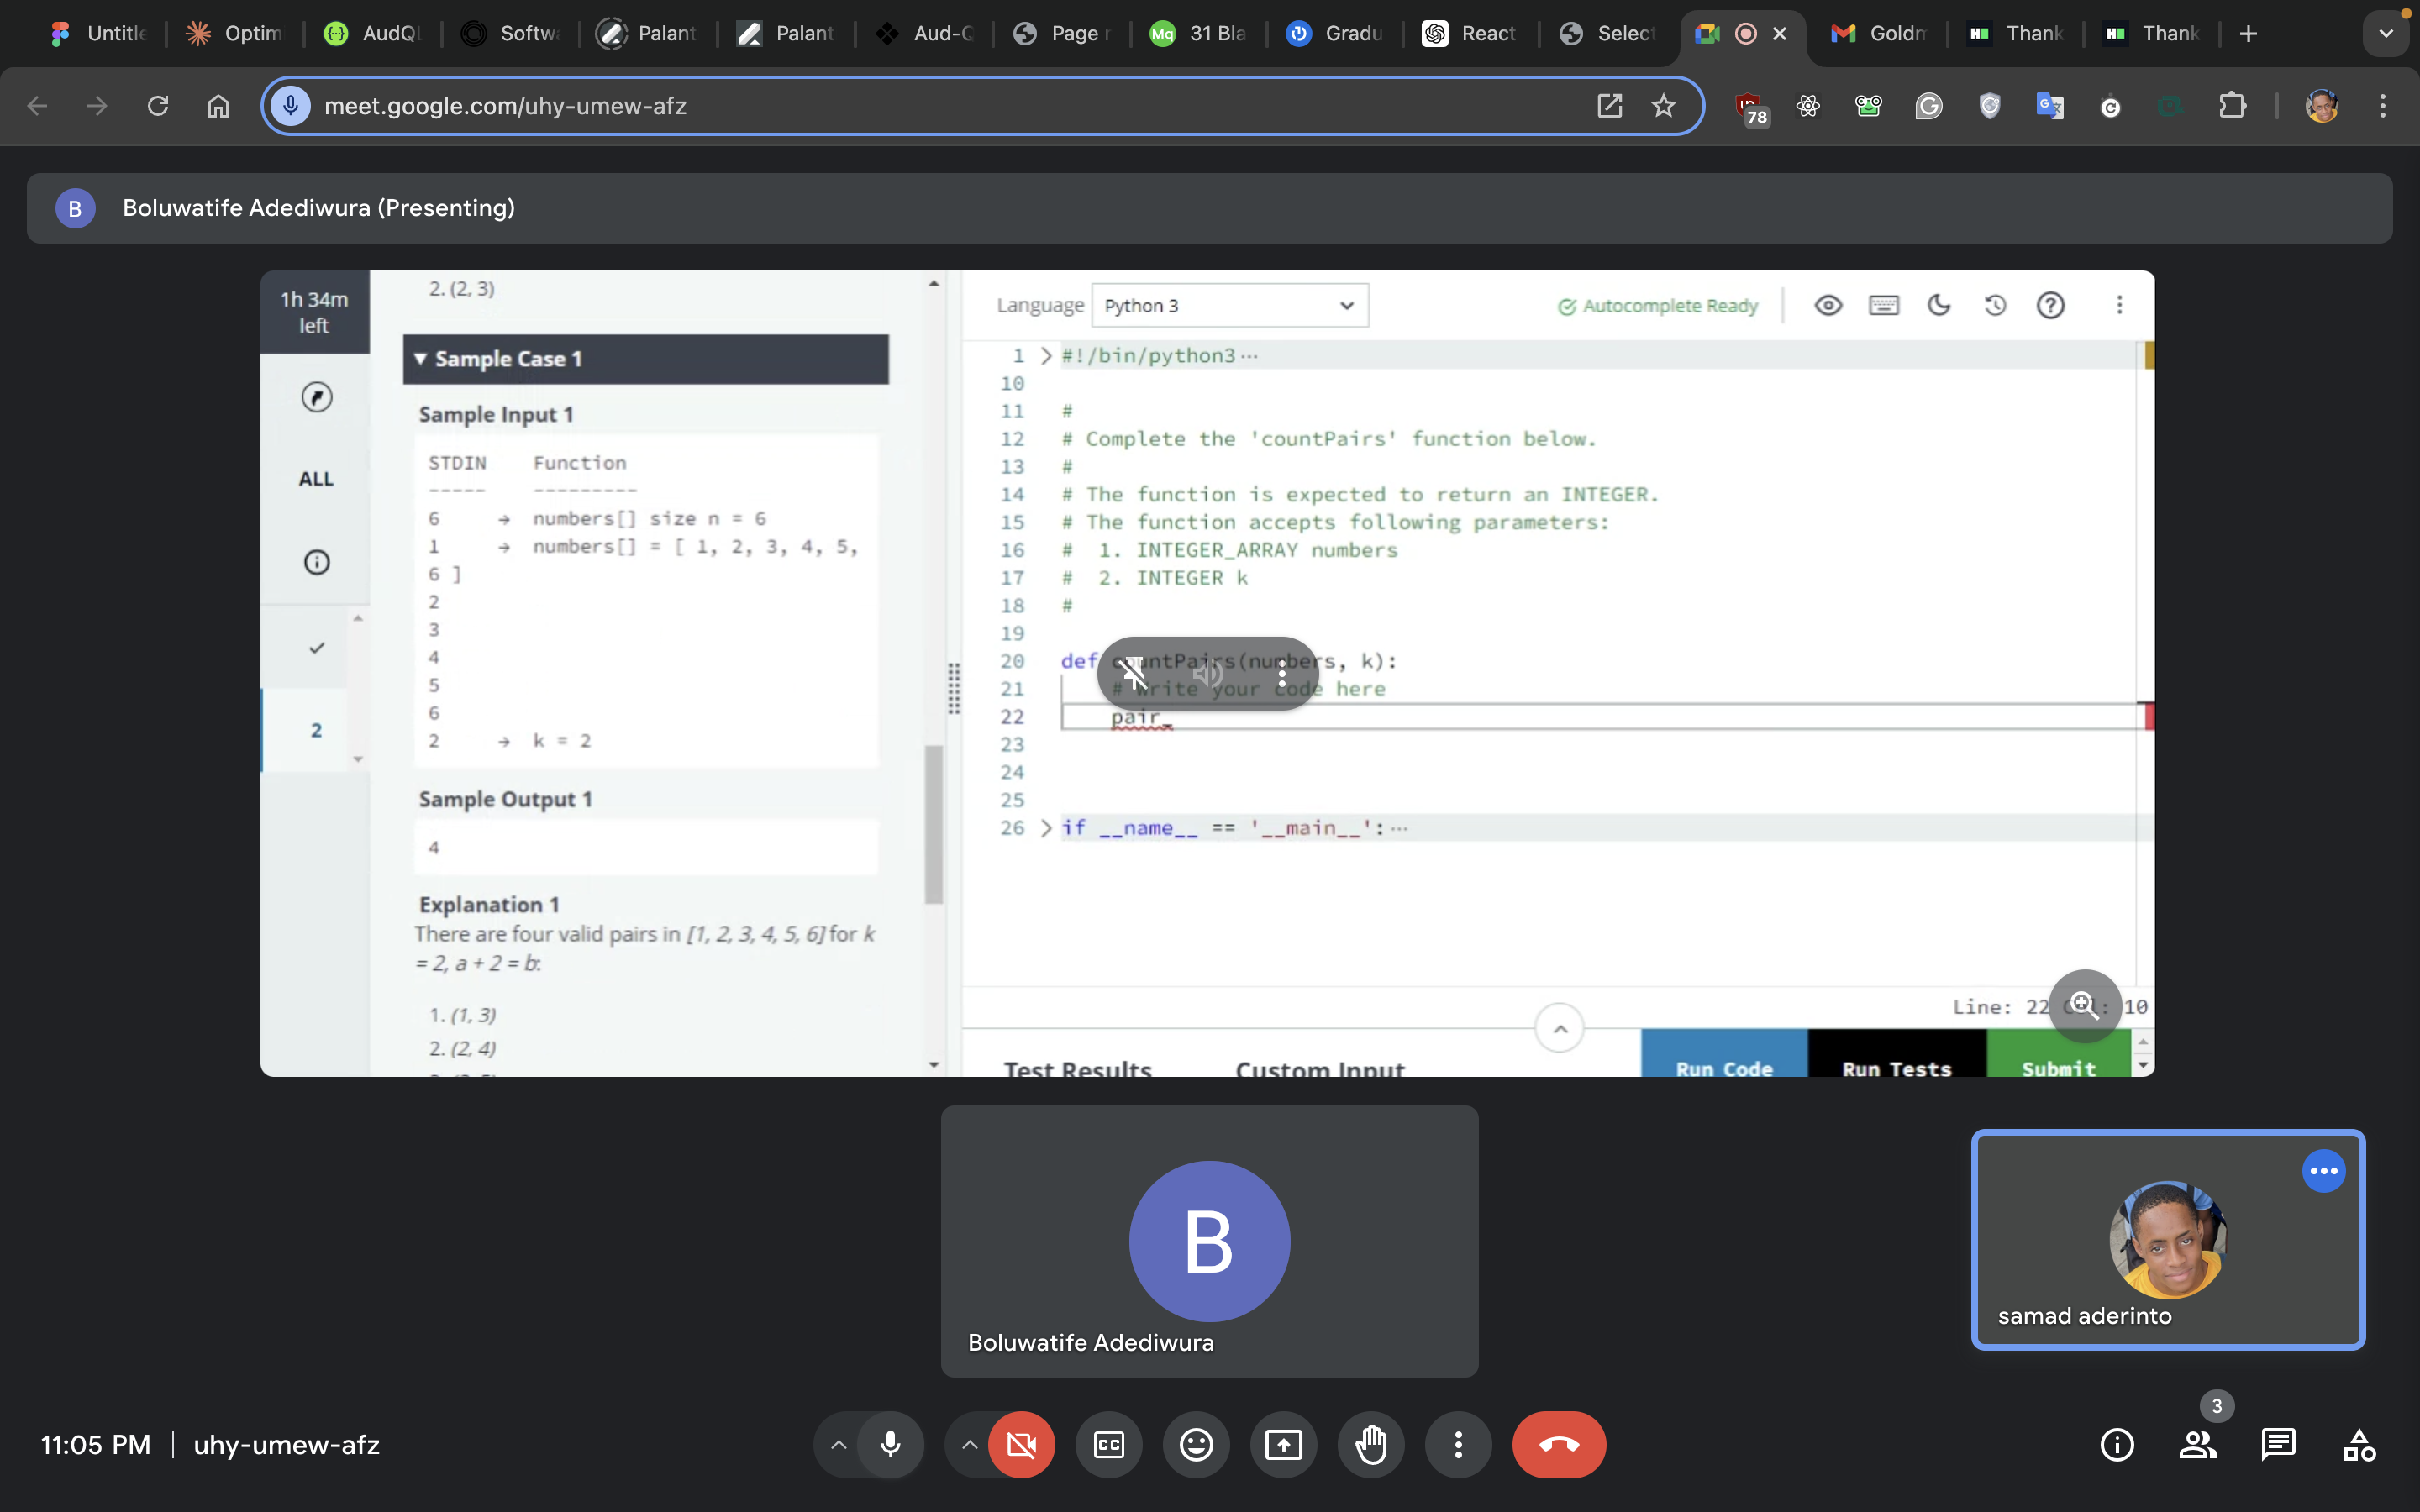 Untitle
Optim
AudQL
Softwa
Palant
Palant
Aud-Q
Page r
Mq
31 Bla
Gradu
React
Select
Goldm
Thank
Thank
meet.google.com/uhy-umew-afz
78
B
Boluwatife Adediwura (Presenting)
1h 34m
left
ALL
2
2. (2, 3)
Sample Case 1
Sample Input 1
STDIN Function
----- ---------
6 → numbers[] size n = 6
1 → numbers[] = [ 1, 2, 3, 4, 5,
6 ]
2
3
4
5
6
2 → k = 2
Sample Output 1
4
Explanation 1
There are four valid pairs in [1, 2, 3, 4, 5, 6] for k
= 2, a + 2 = b:
1. (1, 3)
2. (2, 4)
Language Python 3
Autocomplete Ready
1 #!/bin/python3 ...
10
11 #
12 # Complete the 'countPairs' function below.
13 #
14 # The function is expected to return an INTEGER.
15 # The function accepts following parameters:
16 # 1. INTEGER_ARRAY numbers
17 # 2. INTEGER k
18 #
19
20 def countPairs(numbers, k):
21 # Write your code here
22 pair_
23
24
25
26 if __name__ == '__main__': ...
Line: 22 Col: 10
Test Results
Custom Input
Run Code
Run Tests
Submit
B
Boluwatife Adediwura
samad aderinto
11:05 PM | uhy-umew-afz
CC
3